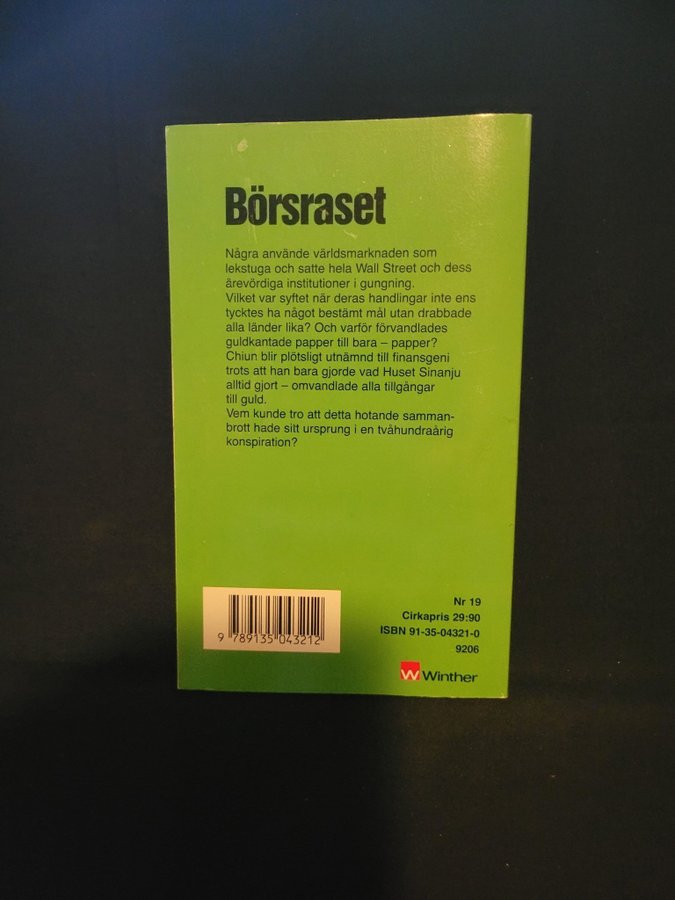 Börsraset
Några använde världsmarknaden som
lekstuga och satte hela Wall Street och dess
ärevördiga institutioner i gungning.
Vilket var syftet när deras handlingar inte ens
tycktes ha något bestämt mål utan drabbade
alla länder lika? Och varför förvandlades
guldkantade papper till bara – papper?
Chiun blir plötsligt utnämnd till finansgeni
trots att han bara gjorde vad Huset Sinanju
alltid gjort – omvandlade alla tillgångar
till guld.
Vem kunde tro att detta hotande samman-
brott hade sitt ursprung i en tvåhundraårig
konspiration?
9 789135 043212
Nr 19
Cirkapris 29:90
ISBN 91-35-04321-0
9206
W Winther